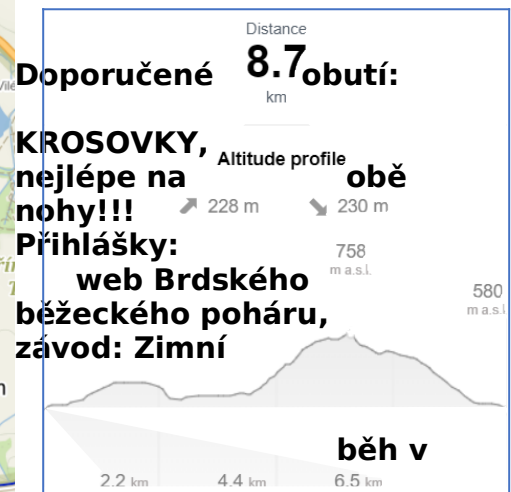 Distance
8.7
km
Doporučené obutí:
KROSOVKY,
nejlépe na obě
nohy!!!
Altitude profile
228 m 230 m
Přihlášky:
web Brdského
běžeckého poháru,
závod: Zimní
758
m a.s.l.
580
m a.s.l
běh v
2.2 km 4.4 km 6.5 km